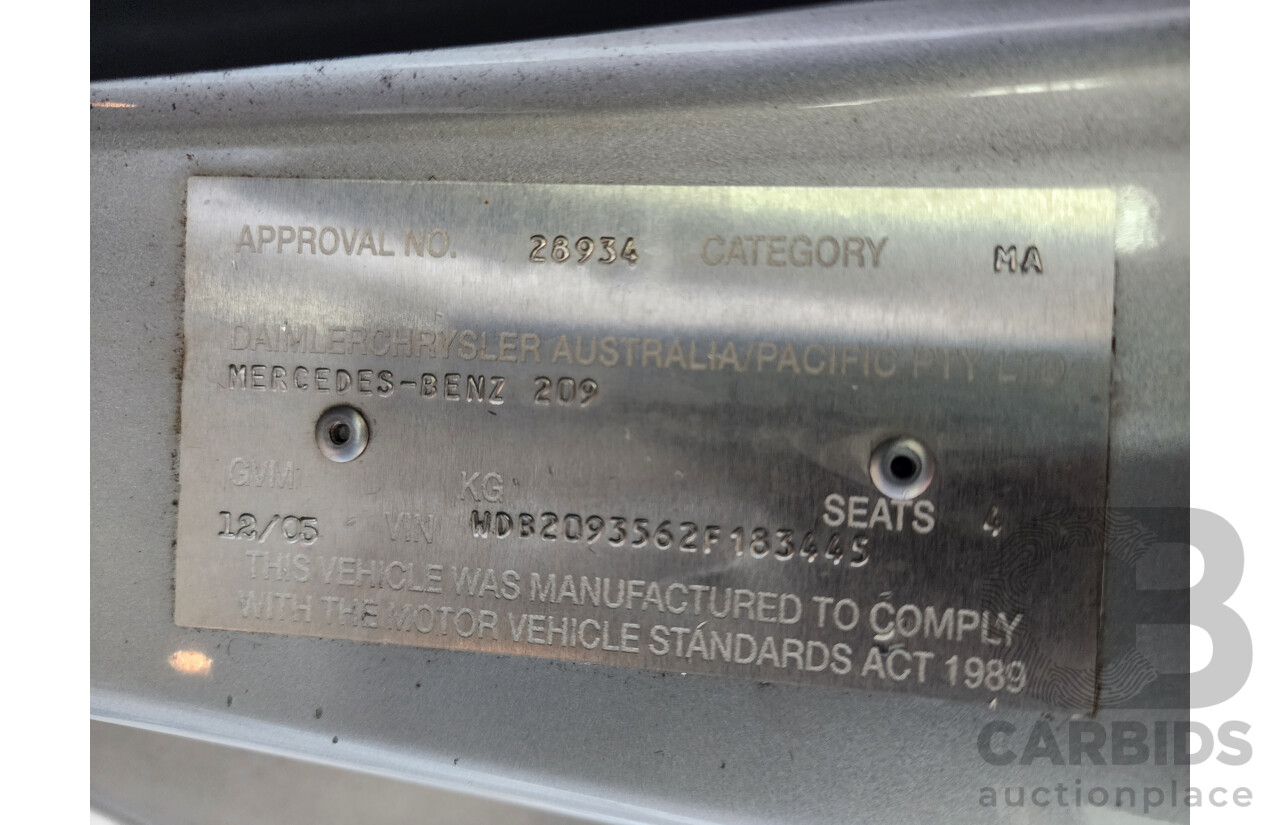 APPROVAL NO. 28934 CATEGORY MA
DAIMLERCHRYSLER AUSTRALIA/PACIFIC PTY LTD
MERCEDES-BENZ 209
GVM KG
SEATS 4
12/05 VIN WDB2093562F183445
THIS VEHICLE WAS MANUFACTURED TO COMPLY
WITH THE MOTOR VEHICLE STANDARDS ACT 1989
B
CARBIDS
auctionplace